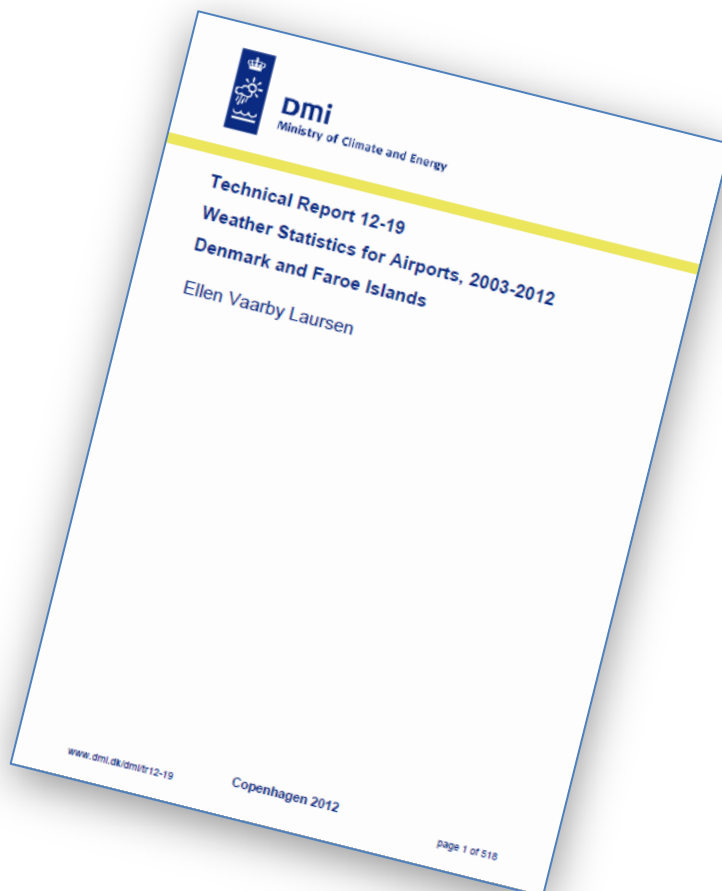 Dmi
Ministry of Climate and Energy
Technical Report 12-19
Weather Statistics for Airports, 2003-2012
Denmark and Faroe Islands
Ellen Vaarby Laursen
www.dmi.dk/dmi/tr12-19
Copenhagen 2012
page 1 of 518